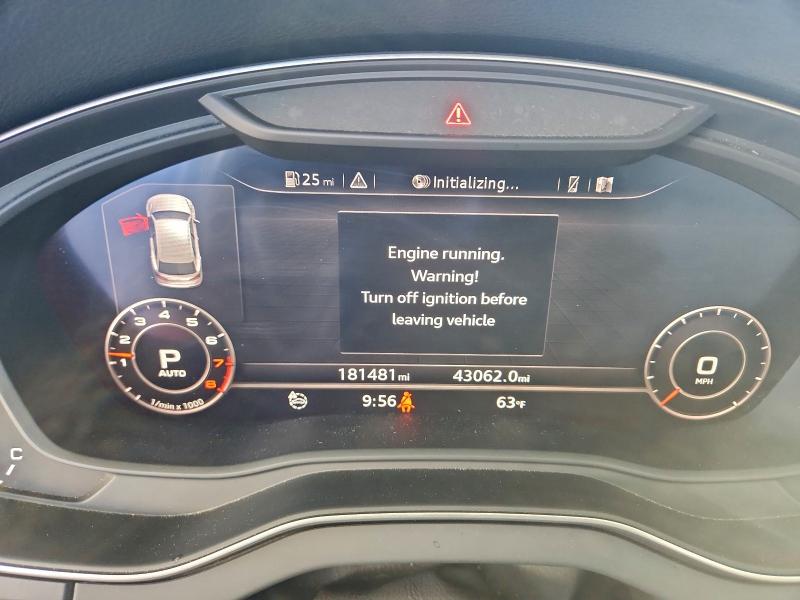 25 mi
Initializing...
Engine running.
Warning!
Turn off ignition before
leaving vehicle
1 2 3 4 5 6 7 8
P
AUTO
1/min x 1000
0
MPH
181481 mi
43062.0 mi
9:56
63°F
C